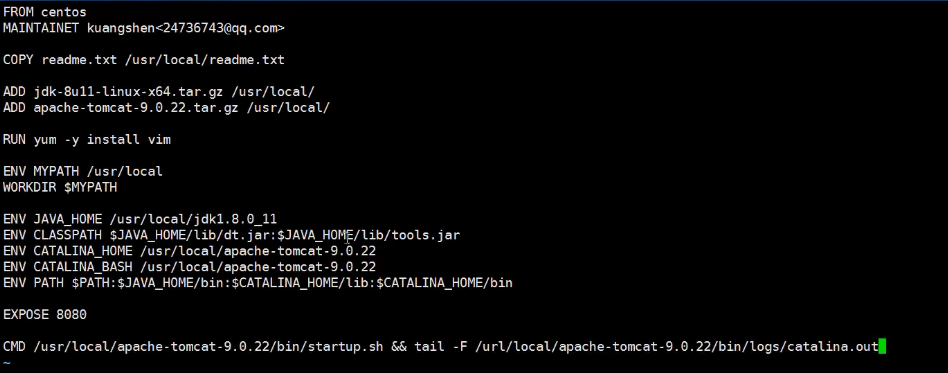 FROM centos
MAINTAINET kuangshen<24736743@qq.com>
COPY readme.txt /usr/local/readme.txt
ADD jdk-8u11-linux-x64.tar.gz /usr/local/
ADD apache-tomcat-9.0.22.tar.gz /usr/local/
RUN yum -y install vim
ENV MYPATH /usr/local
WORKDIR $MYPATH
ENV JAVA_HOME /usr/local/jdk1.8.0_11
ENV CLASSPATH $JAVA_HOME/lib/dt.jar:$JAVA_HOME/lib/tools.jar
ENV CATALINA_HOME /usr/local/apache-tomcat-9.0.22
ENV CATALINA_BASH /usr/local/apache-tomcat-9.0.22
ENV PATH $PATH:$JAVA_HOME/bin:$CATALINA_HOME/lib:$CATALINA_HOME/bin
EXPOSE 8080
CMD /usr/local/apache-tomcat-9.0.22/bin/startup.sh && tail -F /url/local/apache-tomcat-9.0.22/bin/logs/catalina.out
~